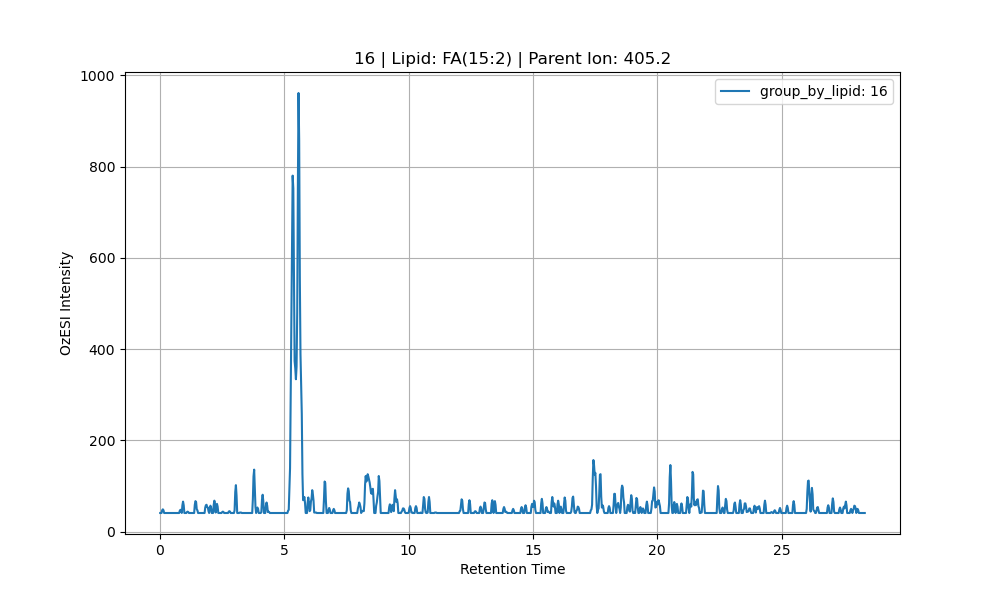 16 | Lipid: FA(15:2) | Parent Ion: 405.2
group_by_lipid: 16
1000
800
600
400
200
0
OzESI Intensity
0 5 10 15 20 25
Retention Time